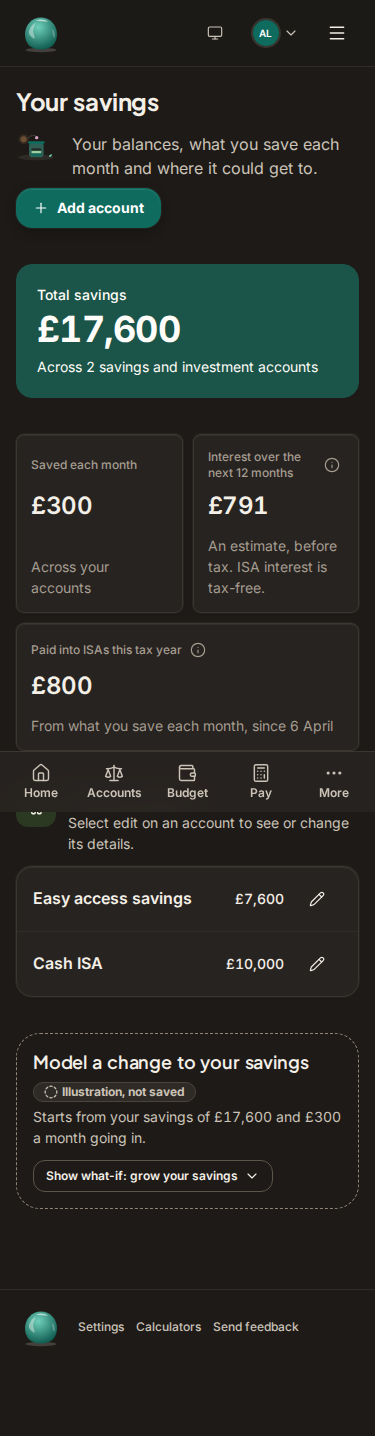 AL
Your savings
Your balances, what you save each
month and where it could get to.
Add account
Total savings
£17,600
Across 2 savings and investment accounts
Saved each month
£300
Across your
accounts
Interest over the
next 12 months
£791
An estimate, before
tax. ISA interest is
tax-free.
Paid into ISAs this tax year
£800
From what you save each month, since 6 April
Home
Accounts
Budget
Pay
More
Select edit on an account to see or change
its details.
Easy access savings
£7,600
Cash ISA
£10,000
Model a change to your savings
Illustration, not saved
Starts from your savings of £17,600 and £300
a month going in.
Show what-if: grow your savings
Settings
Calculators
Send feedback